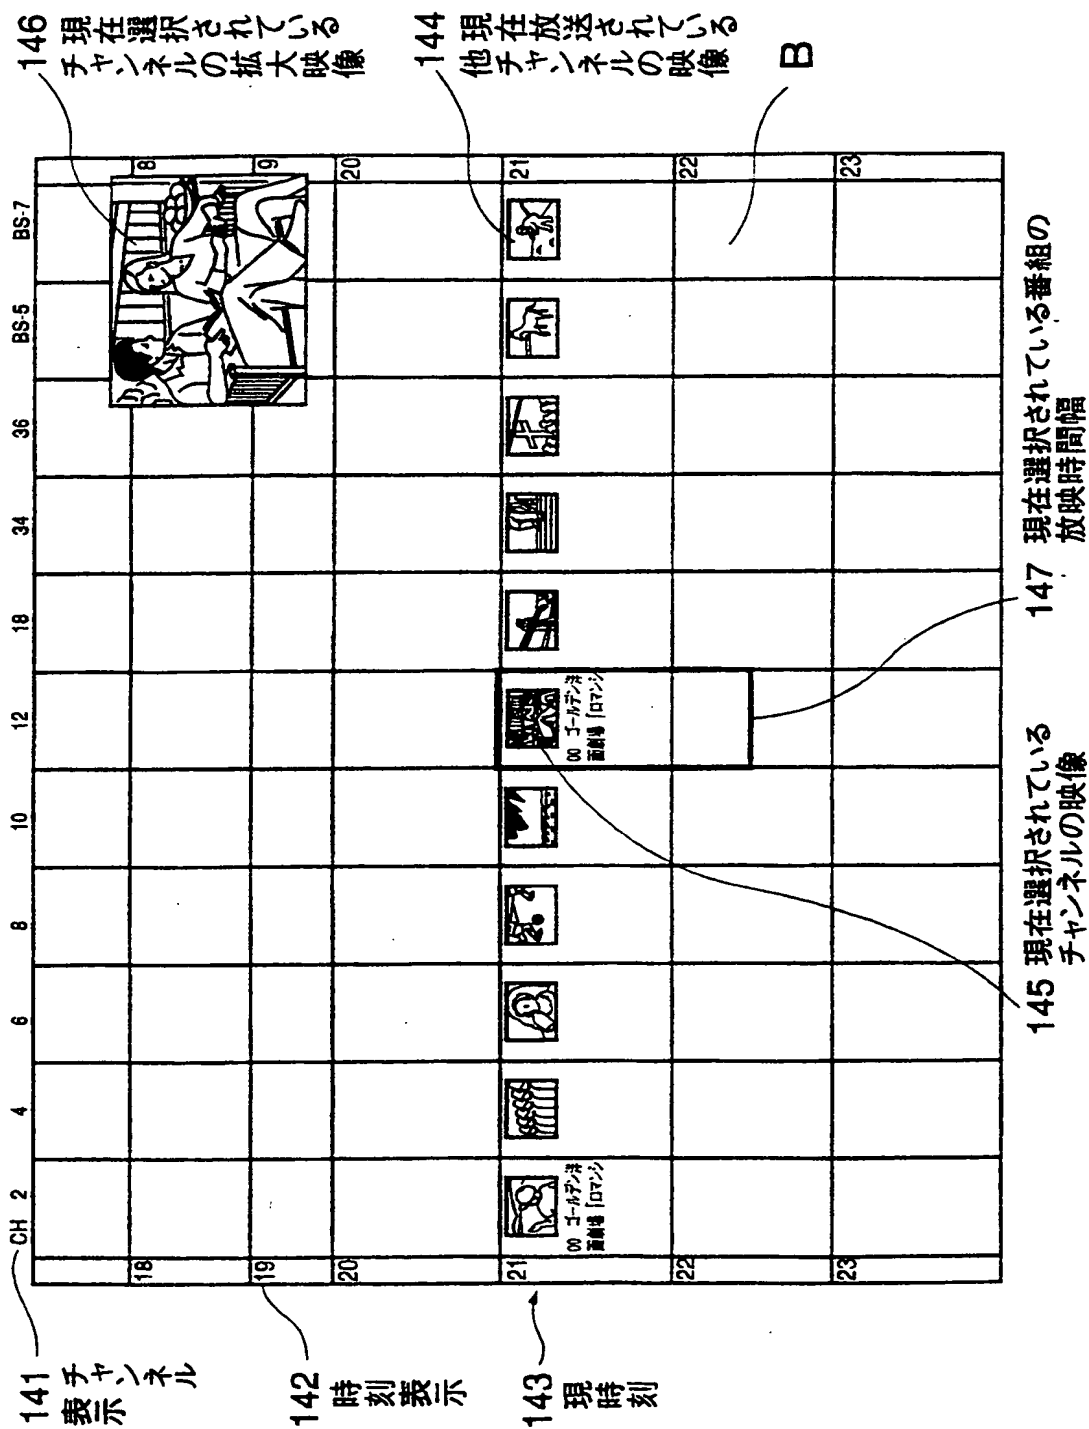 146 現在選択されている
チャンネルの拡大映像
144 現在放送されている
他チャンネルの映像
B
141 チャンネル
表示
CH 2 4 6 8 10 12 18 34 36 BS-5 BS-7
142 時刻表示
143 現時刻
18
19
20
21
22
23
8
9
20
21
22
23
00 ゴールデン洋
画劇場「ロマンシ
00 ゴールデン洋
画劇場「ロマンシ
145 現在選択されている
チャンネルの映像
147 現在選択されている番組の
放映時間幅